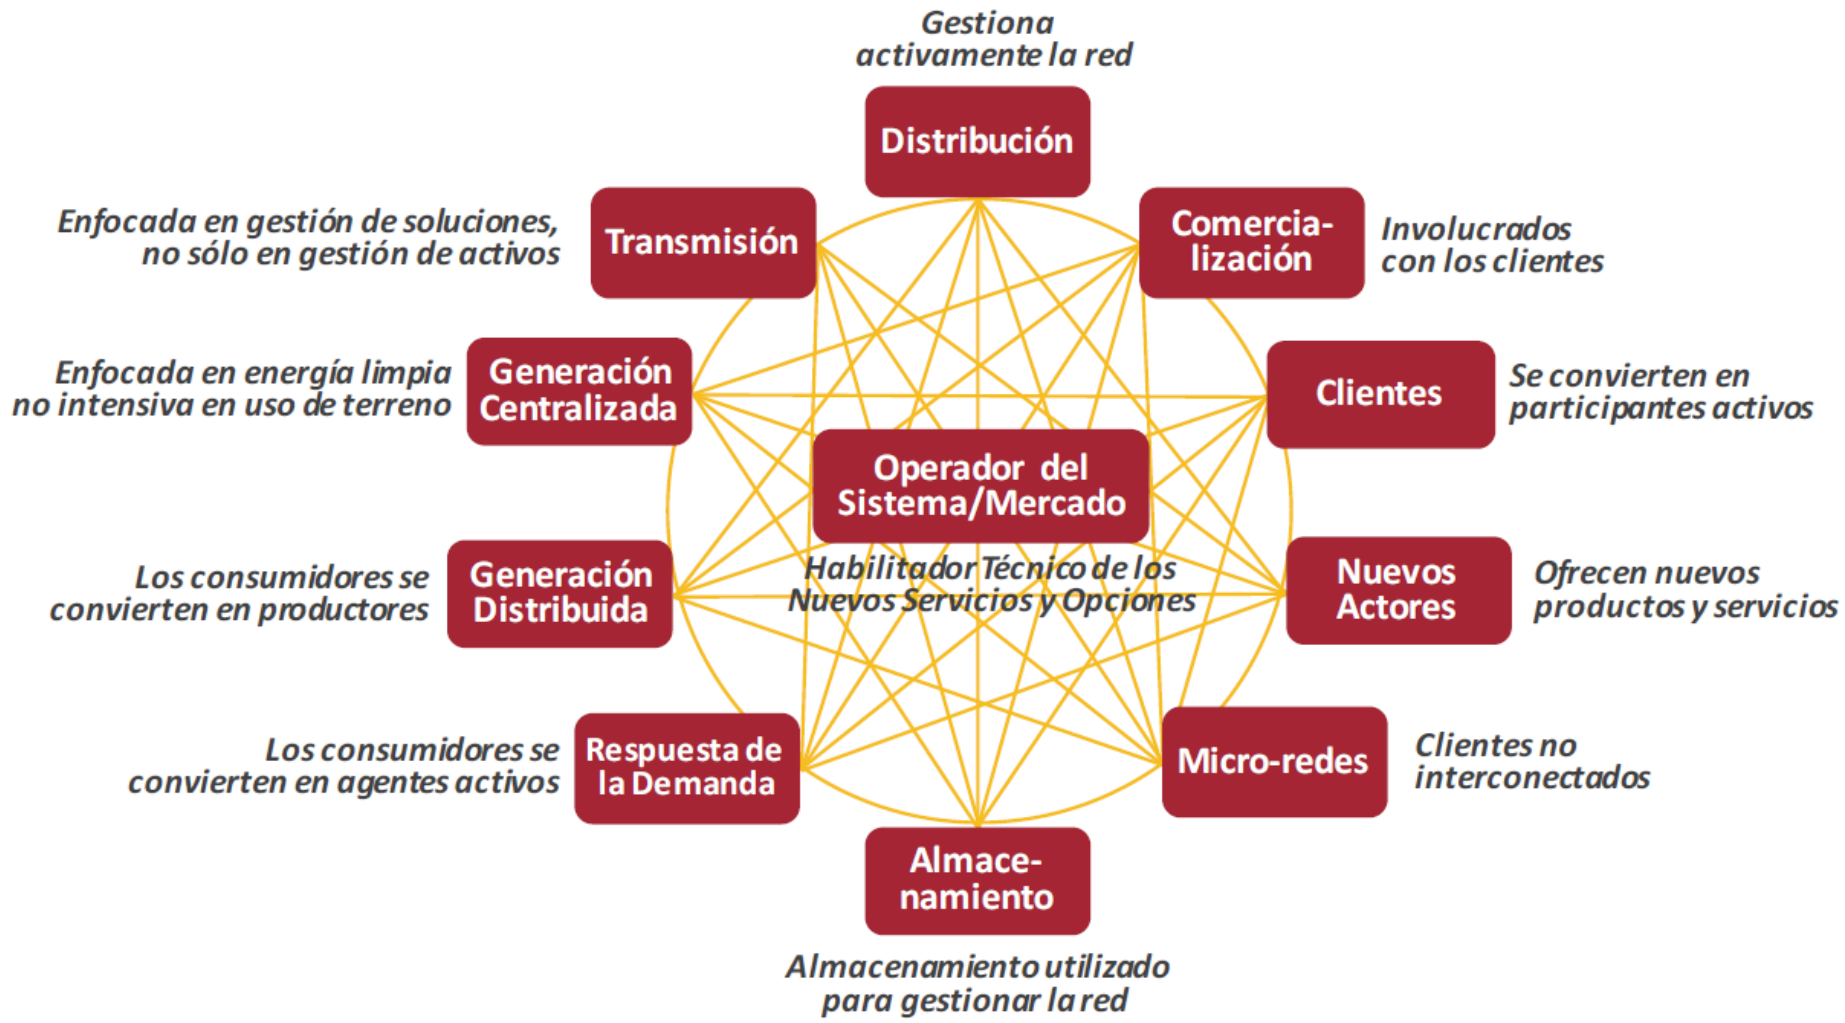 Gestiona
activamente la red
Distribución
Enfocada en gestión de soluciones,
no sólo en gestión de activos
Transmisión
Comercia-
lización
Involucrados
con los clientes
Enfocada en energía limpia
no intensiva en uso de terreno
Generación
Centralizada
Clientes
Se convierten en
participantes activos
Operador del
Sistema/Mercado
Habilitador Técnico de los
Nuevos Servicios y Opciones
Los consumidores se
convierten en productores
Generación
Distribuida
Nuevos
Actores
Ofrecen nuevos
productos y servicios
Los consumidores se
convierten en agentes activos
Respuesta de
la Demanda
Micro-redes
Clientes no
interconectados
Almace-
namiento
Almacenamiento utilizado
para gestionar la red